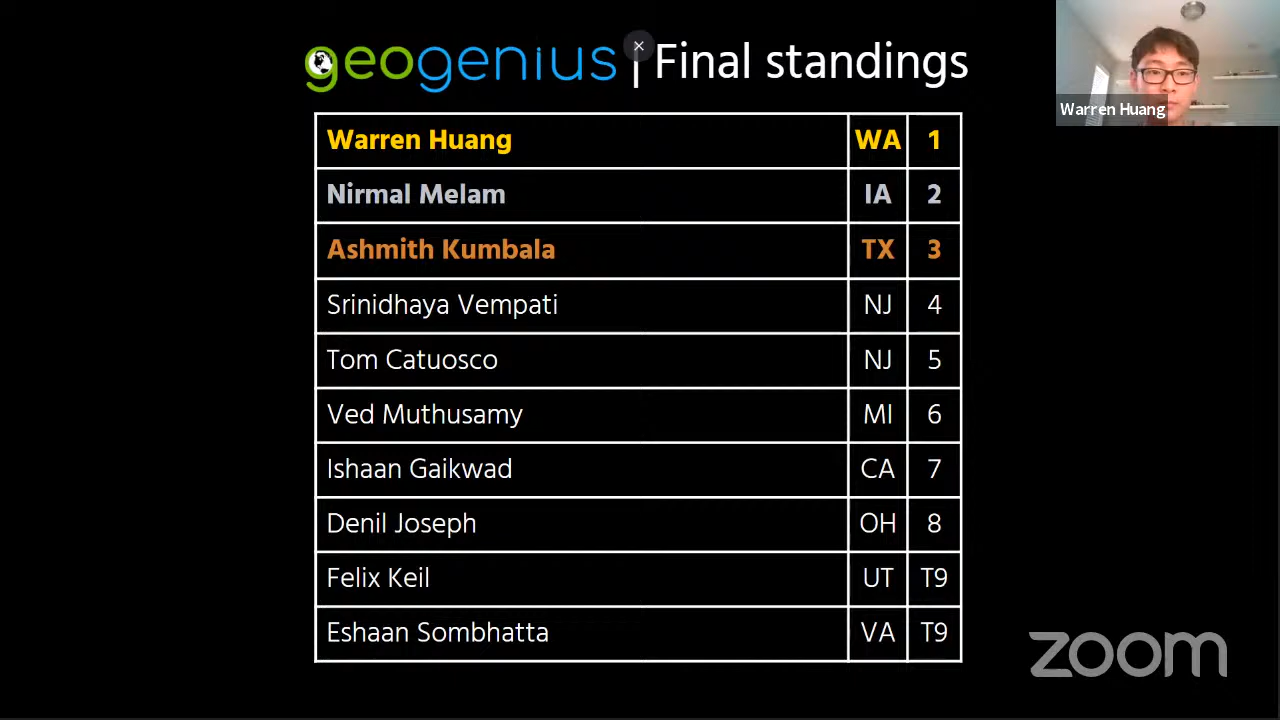 geogenius | Final standings
Warren Huang
Warren Huang WA 1
Nirmal Melam IA 2
Ashmith Kumbala TX 3
Srinidhaya Vempati NJ 4
Tom Catuosco NJ 5
Ved Muthusamy MI 6
Ishaan Gaikwad CA 7
Denil Joseph OH 8
Felix Keil UT T9
Eshaan Sombhatta VA T9
zoom